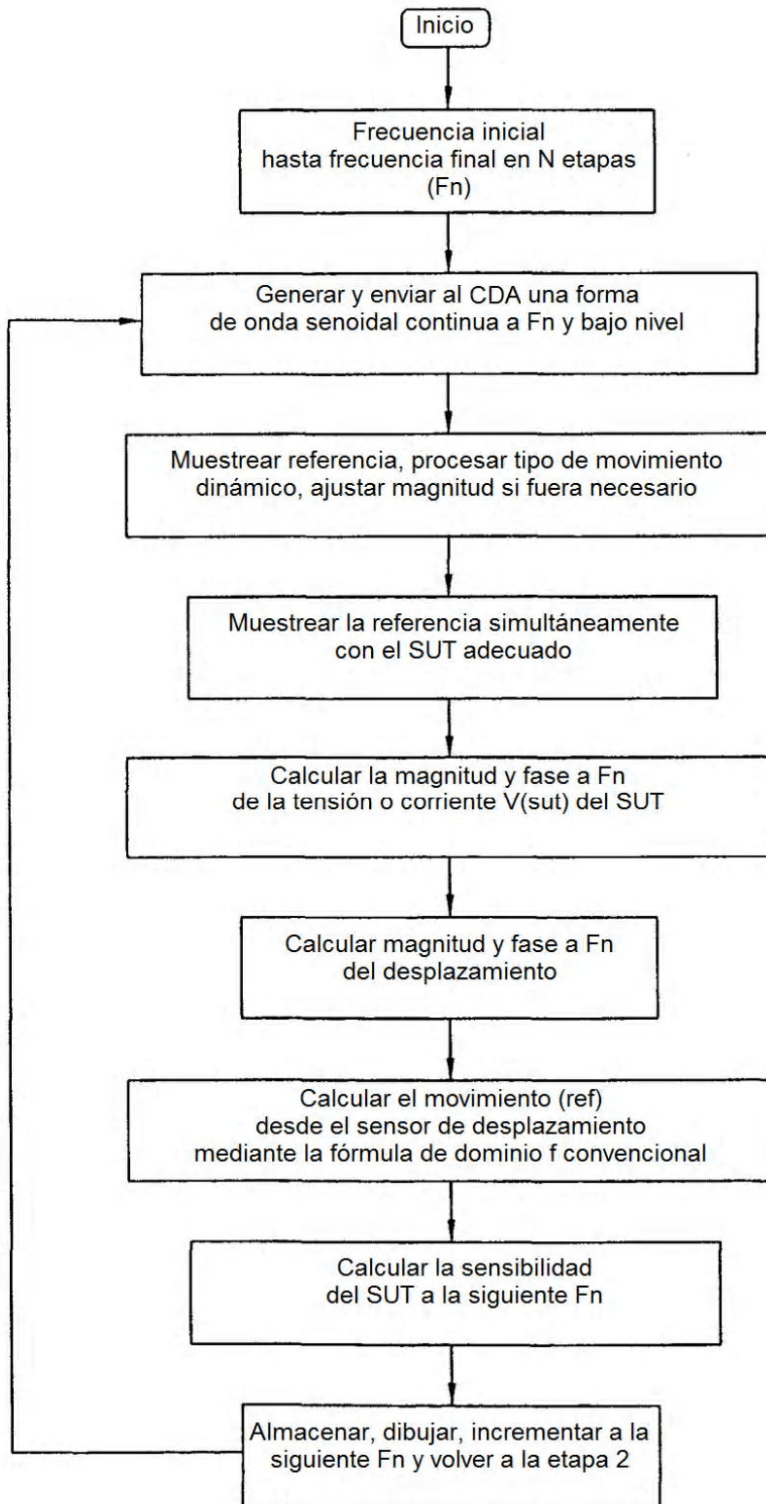 Inicio
Frecuencia inicial
hasta frecuencia final en N etapas
(Fn)
Generar y enviar al CDA una forma
de onda senoidal continua a Fn y bajo nivel
Muestrear referencia, procesar tipo de movimiento
dinámico, ajustar magnitud si fuera necesario
Muestrear la referencia simultáneamente
con el SUT adecuado
Calcular la magnitud y fase a Fn
de la tensión o corriente V(sut) del SUT
Calcular magnitud y fase a Fn
del desplazamiento
Calcular el movimiento (ref)
desde el sensor de desplazamiento
mediante la fórmula de dominio f convencional
Calcular la sensibilidad
del SUT a la siguiente Fn
Almacenar, dibujar, incrementar a la
siguiente Fn y volver a la etapa 2